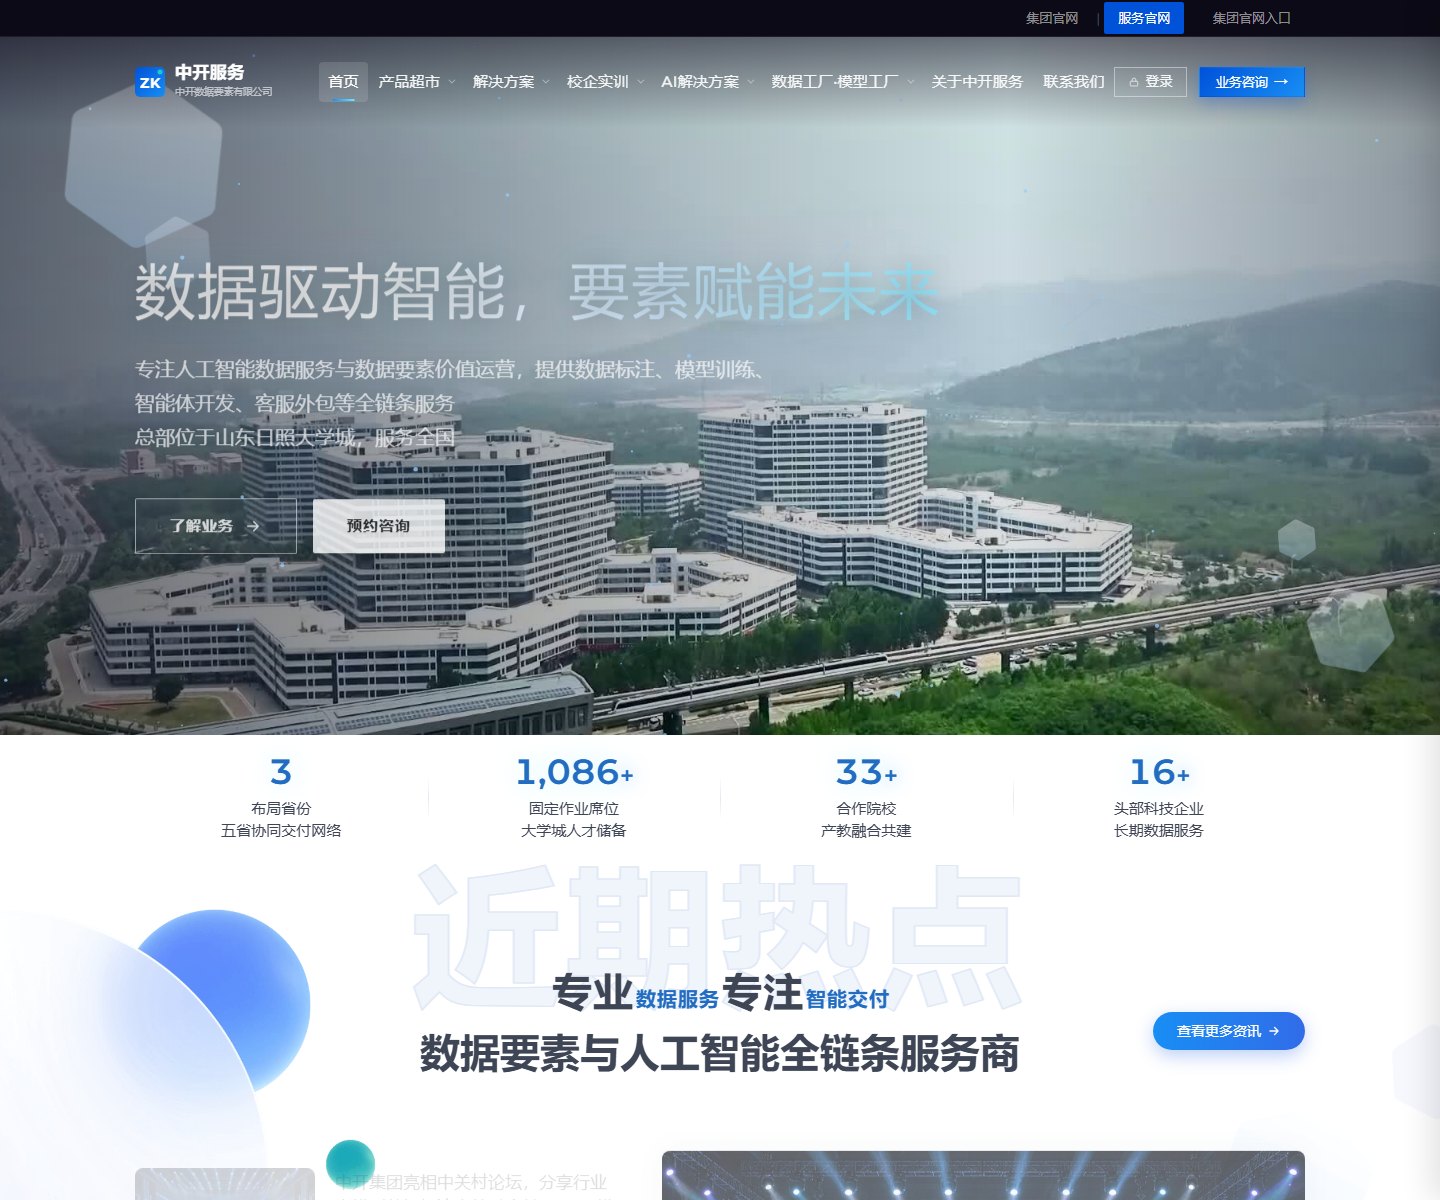 集团官网 | 服务官网 集团官网入口
ZK 中开服务
中开数据要素有限公司
首页 产品超市 解决方案 校企实训 AI解决方案 数据工厂-模型工厂 关于中开服务 联系我们 登录 业务咨询 →
数据驱动智能，要素赋能未来
专注人工智能数据服务与数据要素价值运营，提供数据标注、模型训练、
智能体开发、客服外包等全链条服务
总部位于山东日照大学城，服务全国
了解业务 → 预约咨询
3 1,086+ 33+ 16+
布局省份 固定作业席位 合作院校 头部科技企业
五省协同交付网络 大学城人才储备 产教融合共建 长期数据服务
近期热点
专业数据服务专注智能交付
数据要素与人工智能全链条服务商
查看更多资讯 →
中开集团亮相中关村论坛，分享行业